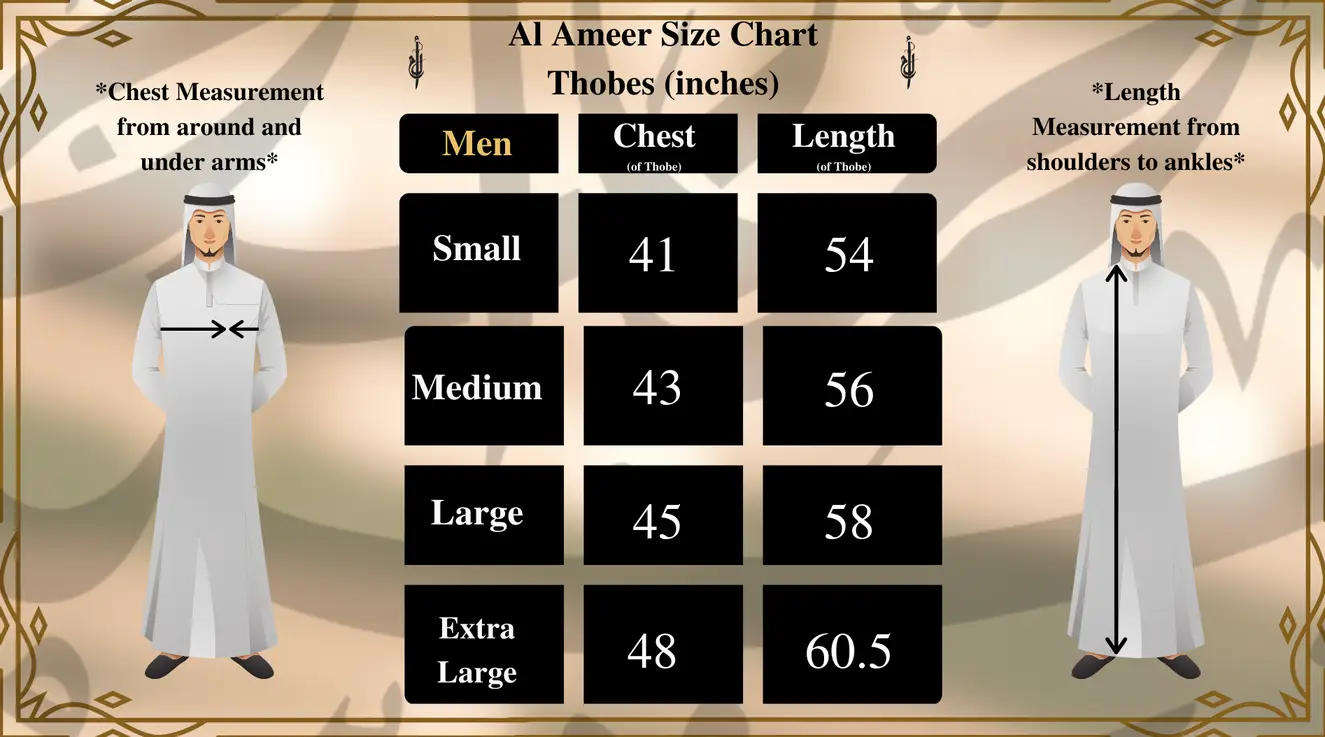 Al Ameer Size Chart
Thobes (inches)
*Chest Measurement
from around and
under arms*
*Length
Measurement from
shoulders to ankles*
Men Chest Length
(of Thobe) (of Thobe)
Small 41 54
Medium 43 56
Large 45 58
Extra
Large 48 60.5